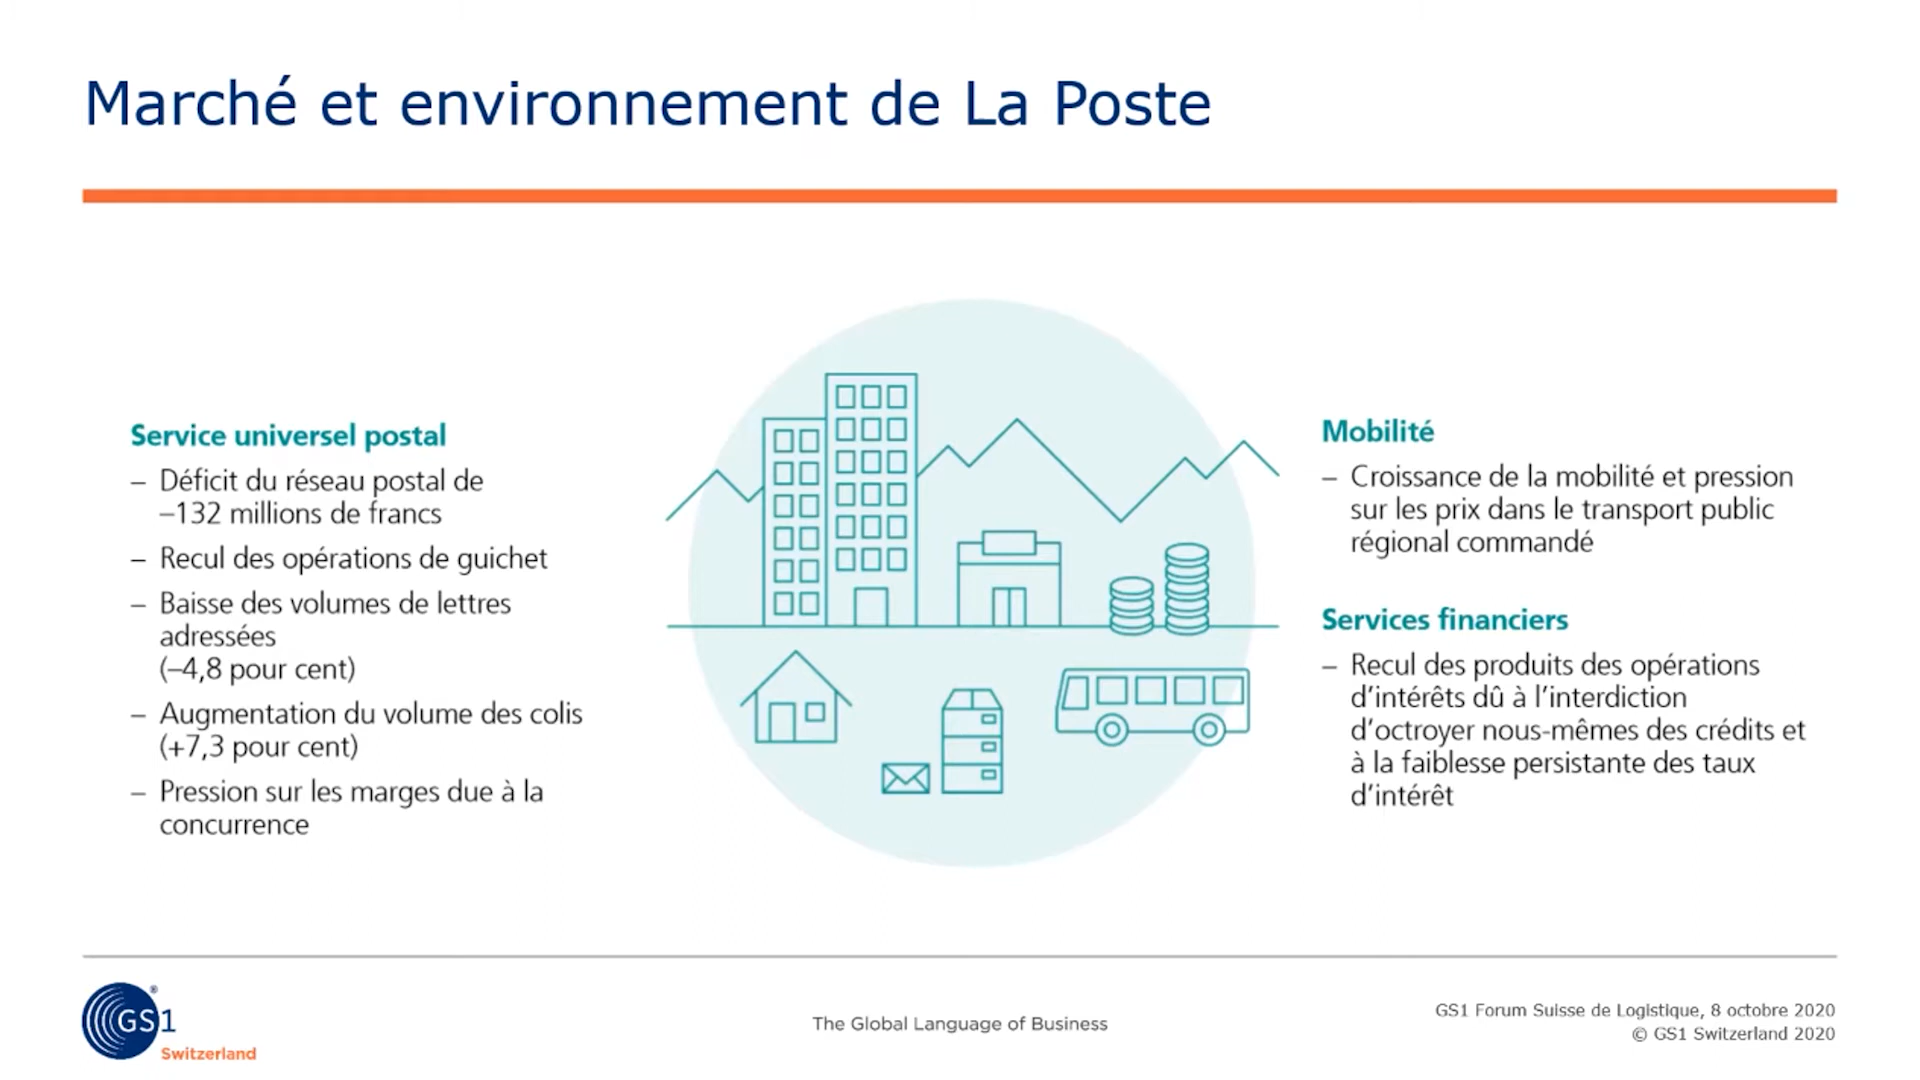 Marché et environnement de La Poste
Service universel postal
– Déficit du réseau postal de
–132 millions de francs
– Recul des opérations de guichet
– Baisse des volumes de lettres
adressées
(–4,8 pour cent)
– Augmentation du volume des colis
(+7,3 pour cent)
– Pression sur les marges due à la
concurrence
Mobilité
– Croissance de la mobilité et pression
sur les prix dans le transport public
régional commandé
Services financiers
– Recul des produits des opérations
d’intérêts dû à l’interdiction
d’octroyer nous-mêmes des crédits et
à la faiblesse persistante des taux
d’intérêt
GS1 ®
Switzerland
The Global Language of Business
GS1 Forum Suisse de Logistique, 8 octobre 2020
© GS1 Switzerland 2020